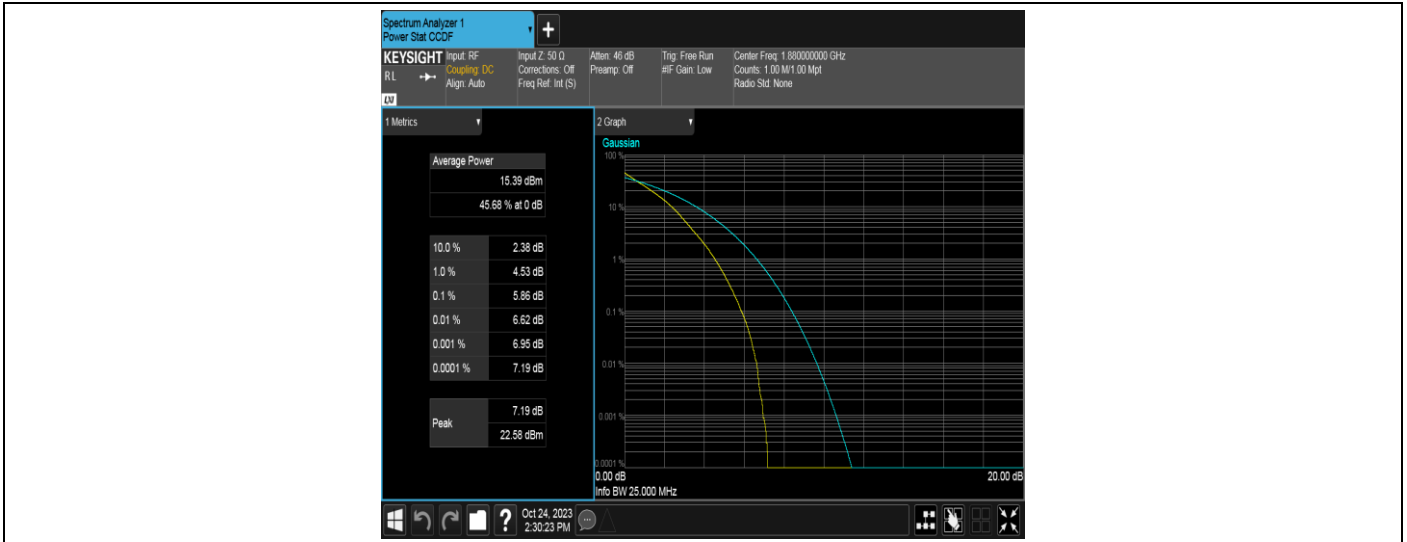 Spectrum Analyzer 1
Power Stat CCDF
+
KEYSIGHT
RL
LXI
Input: RF
Coupling: DC
Align: Auto
Input Z: 50 Ω
Corrections: Off
Freq Ref: Int (S)
Atten: 46 dB
Preamp: Off
Trig: Free Run
#IF Gain: Low
Center Freq: 1.880000000 GHz
Counts: 1.00 M/1.00 Mpt
Radio Std: None
1 Metrics
Average Power
15.39 dBm
45.68 % at 0 dB
10.0 % 2.38 dB
1.0 % 4.53 dB
0.1 % 5.86 dB
0.01 % 6.62 dB
0.001 % 6.95 dB
0.0001 % 7.19 dB
Peak
7.19 dB
22.58 dBm
2 Graph
Gaussian
100 %
10 %
1 %
0.1 %
0.01 %
0.001 %
0.0001 %
0.00 dB
20.00 dB
Info BW 25.000 MHz
?
Oct 24, 2023
2:30:23 PM